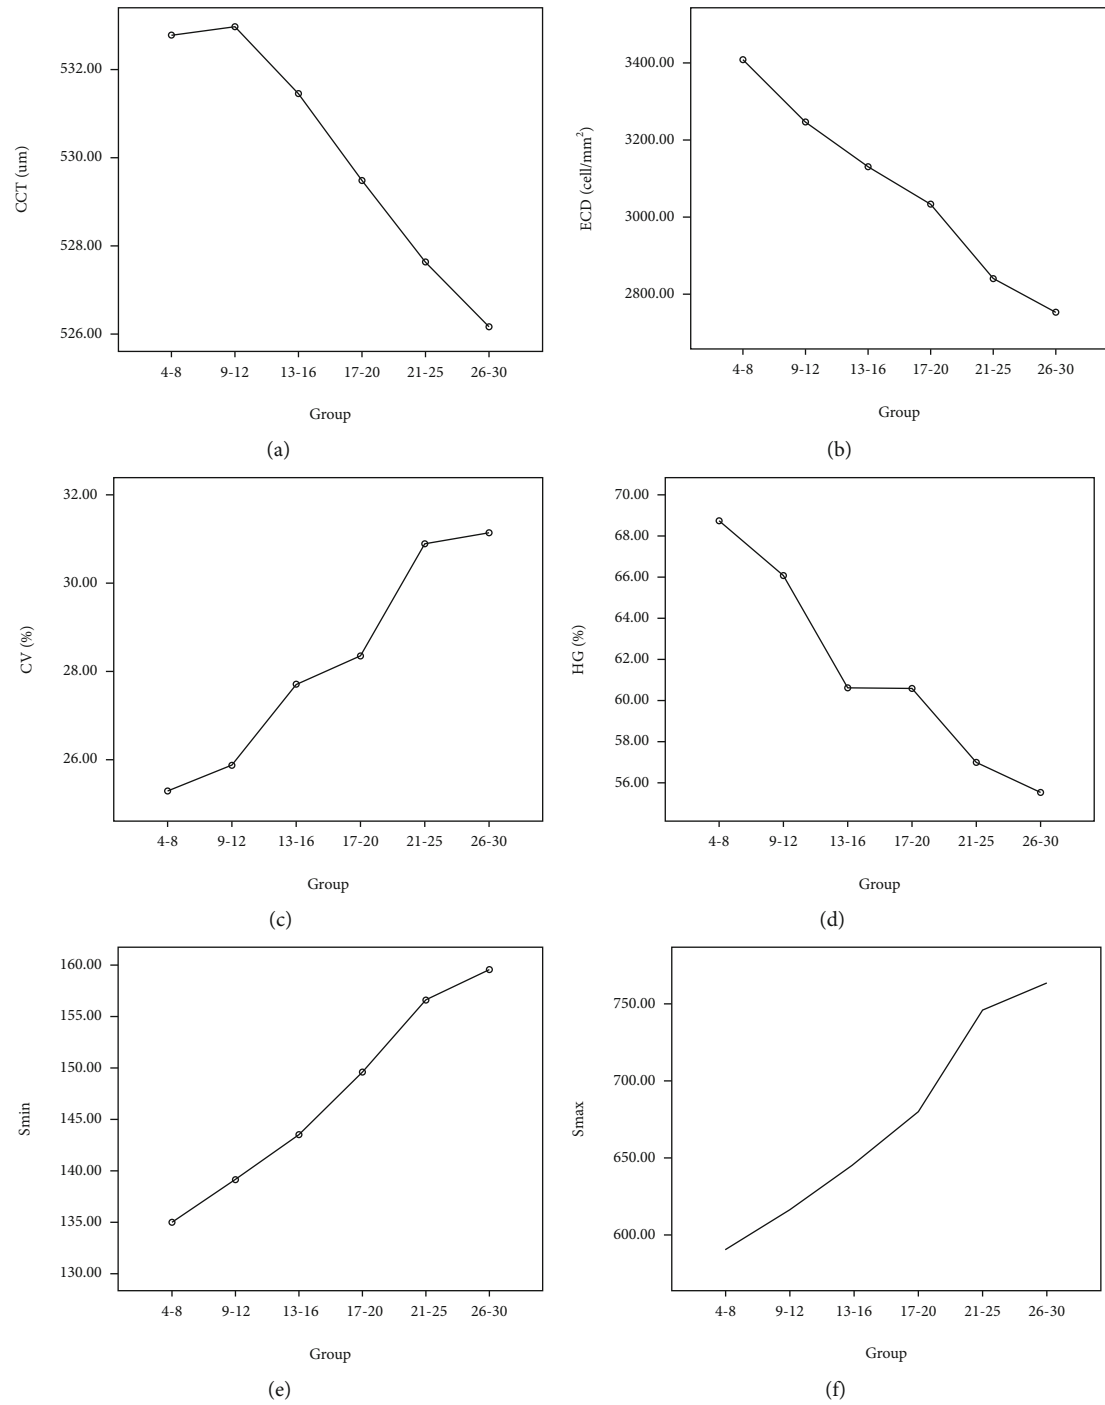 532.00
530.00
528.00
526.00
CCT (um)
4-8 9-12 13-16 17-20 21-25 26-30
Group
(a)
3400.00
3200.00
3000.00
2800.00
ECD (cell/mm²)
4-8 9-12 13-16 17-20 21-25 26-30
Group
(b)
32.00
30.00
28.00
26.00
CV (%)
4-8 9-12 13-16 17-20 21-25 26-30
Group
(c)
70.00
68.00
66.00
64.00
62.00
60.00
58.00
56.00
HG (%)
4-8 9-12 13-16 17-20 21-25 26-30
Group
(d)
160.00
155.00
150.00
145.00
140.00
135.00
130.00
Smin
4-8 9-12 13-16 17-20 21-25 26-30
Group
(e)
750.00
700.00
650.00
600.00
Smax
4-8 9-12 13-16 17-20 21-25 26-30
Group
(f)